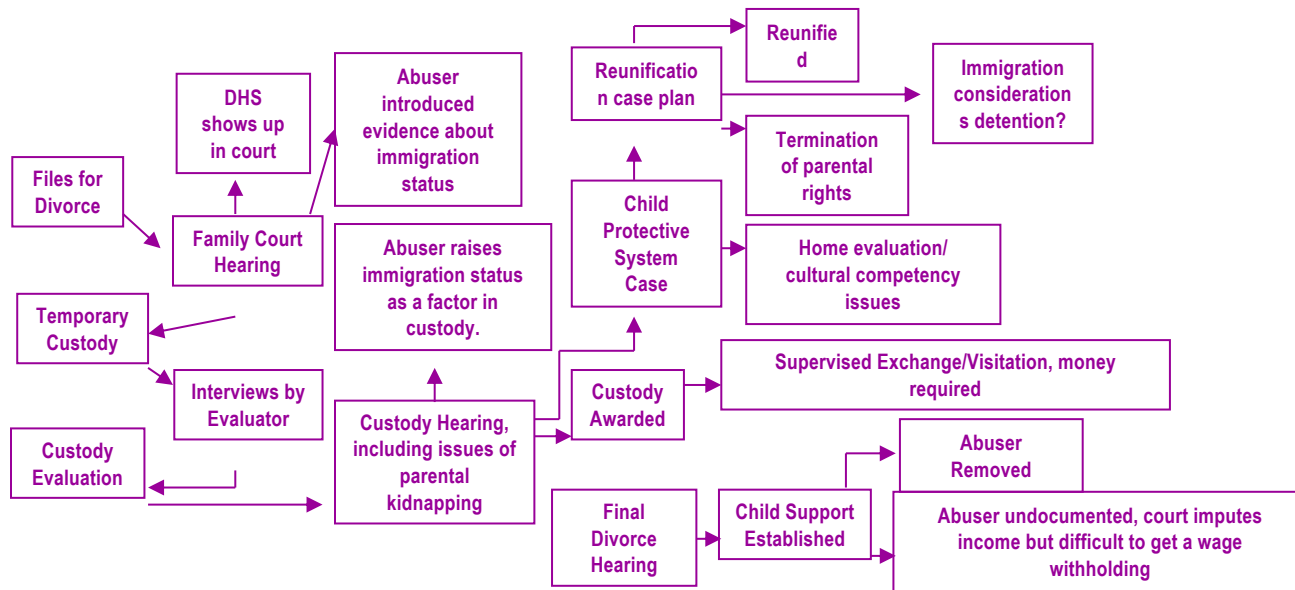 Files for
Divorce
DHS
shows up
in court
Family Court
Hearing
Abuser
introduced
evidence about
immigration
status
Temporary
Custody
Interviews by
Evaluator
Custody
Evaluation
Abuser raises
immigration status
as a factor in
custody.
Custody Hearing,
including issues of
parental
kidnapping
Reunificatio
n case plan
Reunifie
d
Immigration
consideration
s detention?
Termination
of parental
rights
Child
Protective
System
Case
Home evaluation/
cultural competency
issues
Custody
Awarded
Supervised Exchange/Visitation, money
required
Final
Divorce
Hearing
Child Support
Established
Abuser
Removed
Abuser undocumented, court imputes
income but difficult to get a wage
withholding